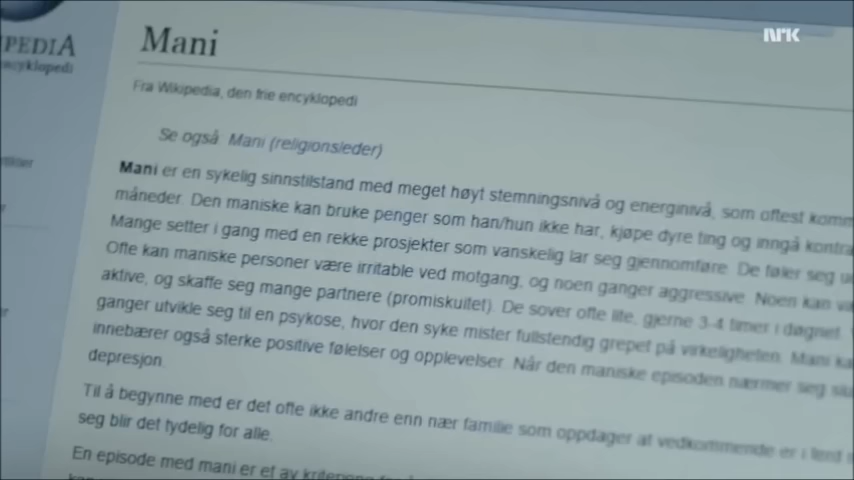 NRK
IPEDIA
encyklopedi
Mani
Fra Wikipedia, den frie encyklopedi
Se også Mani (religionsleder)
Mani er en sykelig sinnstilstand med meget høyt stemningsnivå og energinivå, som oftest
måneder. Den maniske kan bruke penger som han/hun ikke har, kjøpe dyre ting og inngå
Mange setter i gang med en rekke prosjekter som vanskelig lar seg gjennomføre. De føler seg
Ofte kan maniske personer være irritable ved motgang, og noen ganger aggressive. Noen kan
aktive, og skaffe seg mange partnere (promiskuitet). De sover ofte lite, gjerne 3-4 timer i døgnet.
ganger utvikle seg til en psykose, hvor den syke mister fullstendig grepet på virkeligheten. Mani
innebærer også sterke positive følelser og opplevelser. Når den maniske episoden nærmer seg
depresjon.
Til å begynne med er det ofte ikke andre enn nær familie som oppdager at vedkommende er i
seg blir det tydelig for alle.
En episode med mani er et av kriteriene for